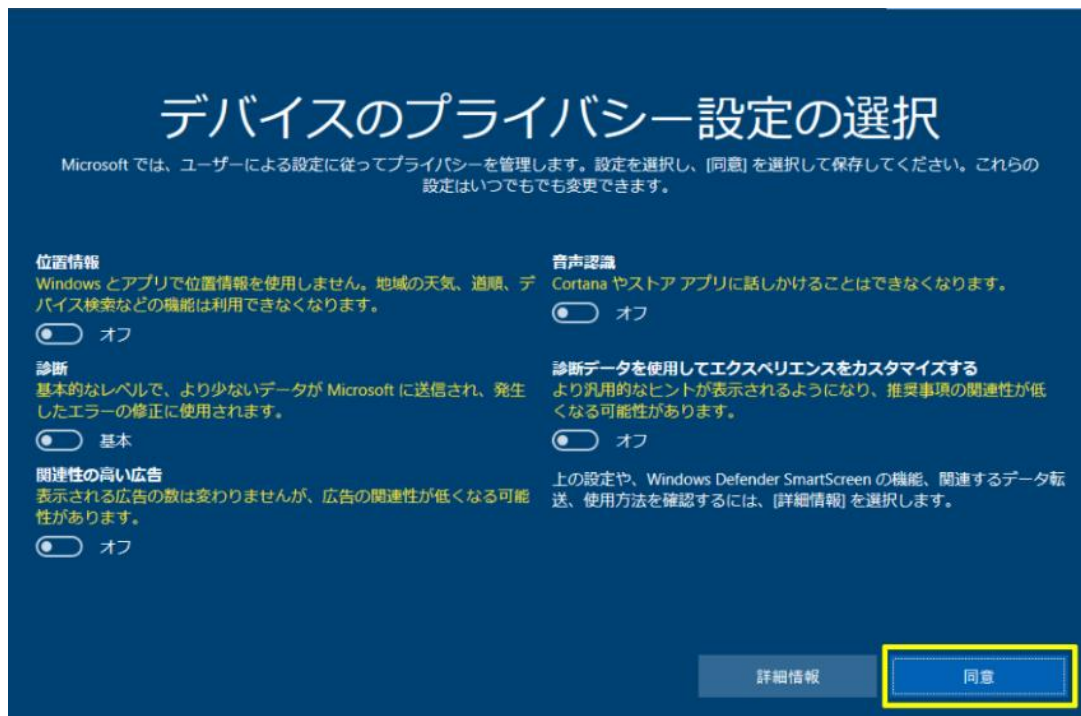 デバイスのプライバシー設定の選択
Microsoft では、ユーザーによる設定に従ってプライバシーを管理します。設定を選択し、[同意] を選択して保存してください。これらの
設定はいつでもでも変更できます。
位置情報
Windows とアプリで位置情報を使用しません。地域の天気、道順、デ
バイス検索などの機能は利用できなくなります。
オフ
診断
基本的なレベルで、より少ないデータが Microsoft に送信され、発生
したエラーの修正に使用されます。
基本
関連性の高い広告
表示される広告の数は変わりませんが、広告の関連性が低くなる可能
性があります。
オフ
音声認識
Cortana やストア アプリに話しかけることはできなくなります。
オフ
診断データを使用してエクスペリエンスをカスタマイズする
より汎用的なヒントが表示されるようになり、推奨事項の関連性が低
くなる可能性があります。
オフ
上の設定や、Windows Defender SmartScreen の機能、関連するデータ転
送、使用方法を確認するには、[詳細情報] を選択します。
詳細情報
同意